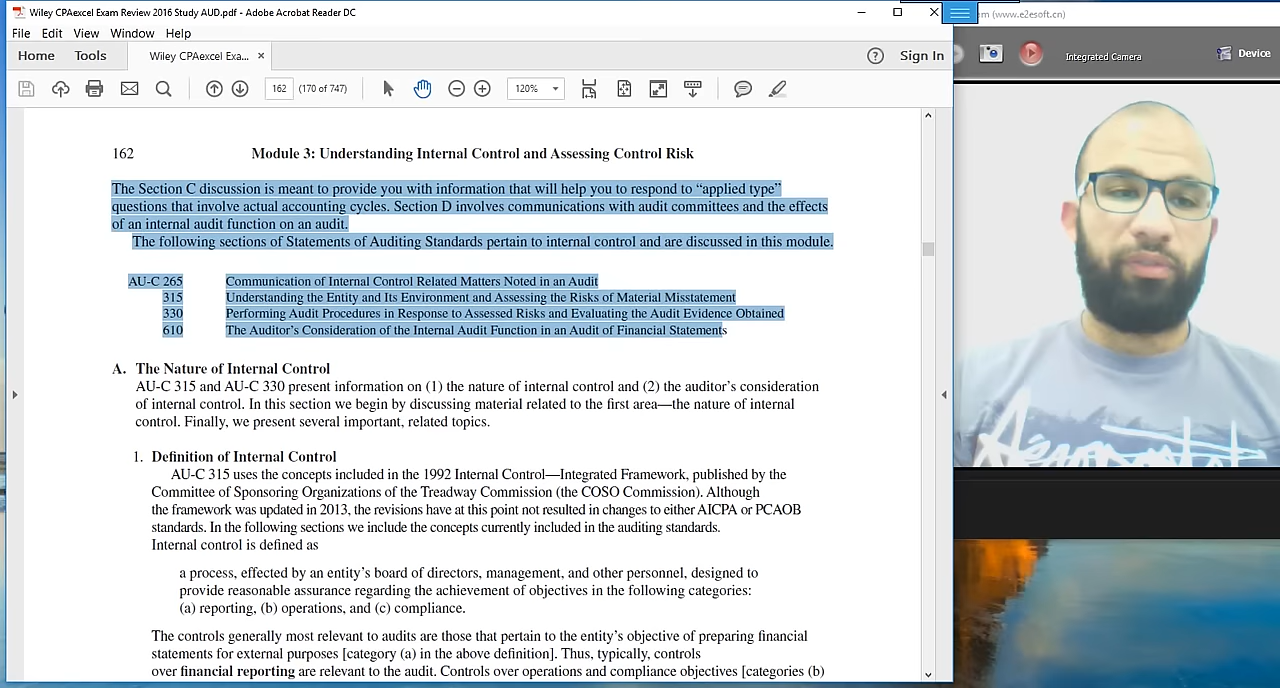 Wiley CPAexcel Exam Review 2016 Study AUD.pdf - Adobe Acrobat Reader DC
(www.e2esoft.cn)
File Edit View Window Help
Home Tools Wiley CPAexcel Exa... × Sign In
162 (170 of 747) 120%
Integrated Camera
Device
162 Module 3: Understanding Internal Control and Assessing Control Risk
The Section C discussion is meant to provide you with information that will help you to respond to “applied type”
questions that involve actual accounting cycles. Section D involves communications with audit committees and the effects
of an internal audit function on an audit.
The following sections of Statements of Auditing Standards pertain to internal control and are discussed in this module.
AU-C 265 Communication of Internal Control Related Matters Noted in an Audit
315 Understanding the Entity and Its Environment and Assessing the Risks of Material Misstatement
330 Performing Audit Procedures in Response to Assessed Risks and Evaluating the Audit Evidence Obtained
610 The Auditor’s Consideration of the Internal Audit Function in an Audit of Financial Statements
A. The Nature of Internal Control
AU-C 315 and AU-C 330 present information on (1) the nature of internal control and (2) the auditor’s consideration
of internal control. In this section we begin by discussing material related to the first area—the nature of internal
control. Finally, we present several important, related topics.
1. Definition of Internal Control
AU-C 315 uses the concepts included in the 1992 Internal Control—Integrated Framework, published by the
Committee of Sponsoring Organizations of the Treadway Commission (the COSO Commission). Although
the framework was updated in 2013, the revisions have at this point not resulted in changes to either AICPA or PCAOB
standards. In the following sections we include the concepts currently included in the auditing standards.
Internal control is defined as
a process, effected by an entity’s board of directors, management, and other personnel, designed to
provide reasonable assurance regarding the achievement of objectives in the following categories:
(a) reporting, (b) operations, and (c) compliance.
The controls generally most relevant to audits are those that pertain to the entity’s objective of preparing financial
statements for external purposes [category (a) in the above definition]. Thus, typically, controls
over financial reporting are relevant to the audit. Controls over operations and compliance objectives [categories (b)